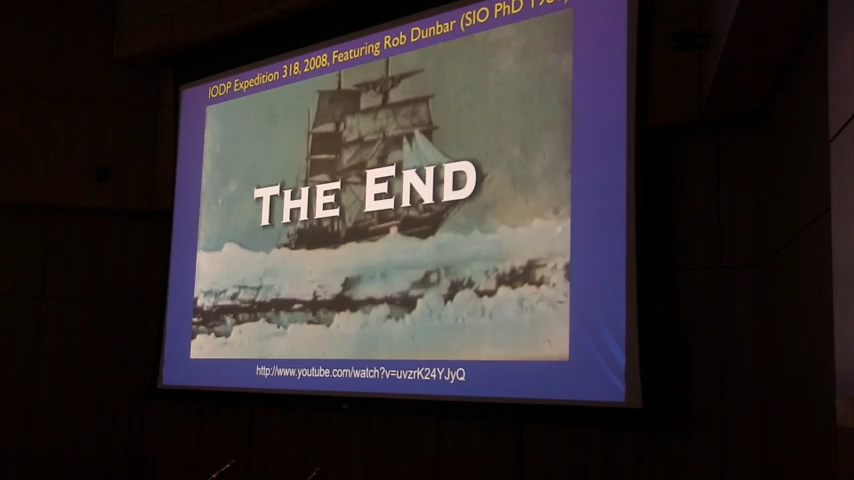 IODP Expedition 318, 2008, Featuring Rob Dunbar (SIO PhD
THE END
http://www.youtube.com/watch?v=uvzrK24YJyQ